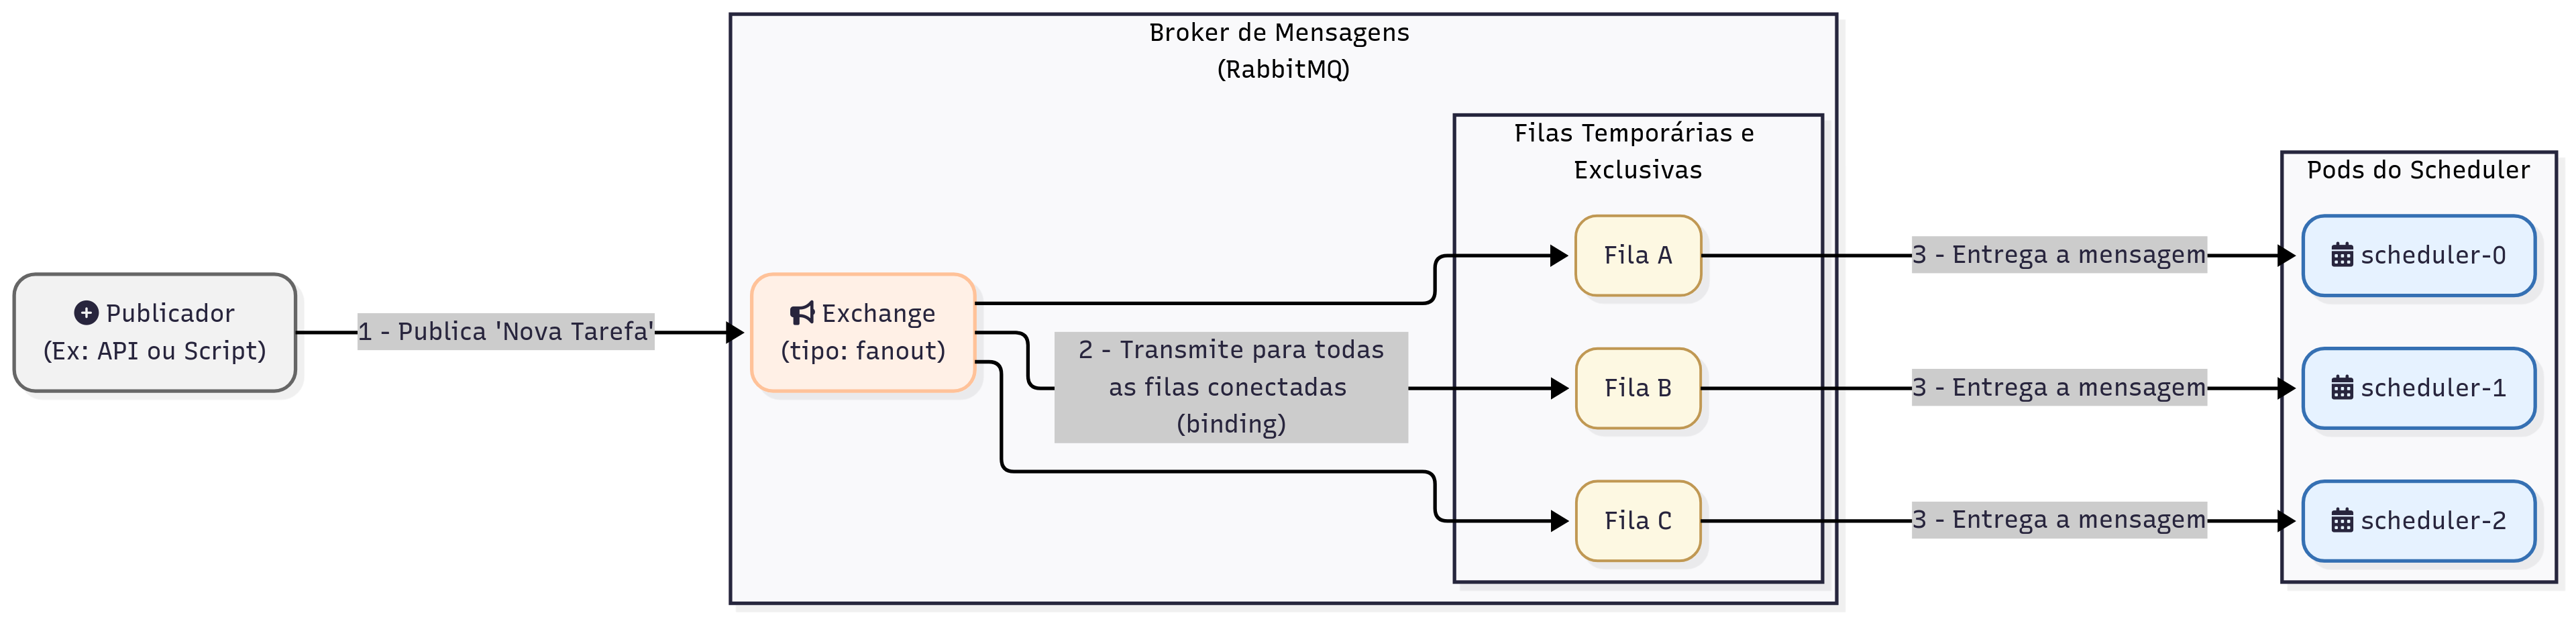 Broker de Mensagens
(RabbitMQ)
Filas Temporárias e
Exclusivas
Pods do Scheduler
Publicador
(Ex: API ou Script)
1 - Publica 'Nova Tarefa'
Exchange
(tipo: fanout)
2 - Transmite para todas
as filas conectadas
(binding)
Fila A
3 - Entrega a mensagem
scheduler-0
Fila B
3 - Entrega a mensagem
scheduler-1
Fila C
3 - Entrega a mensagem
scheduler-2